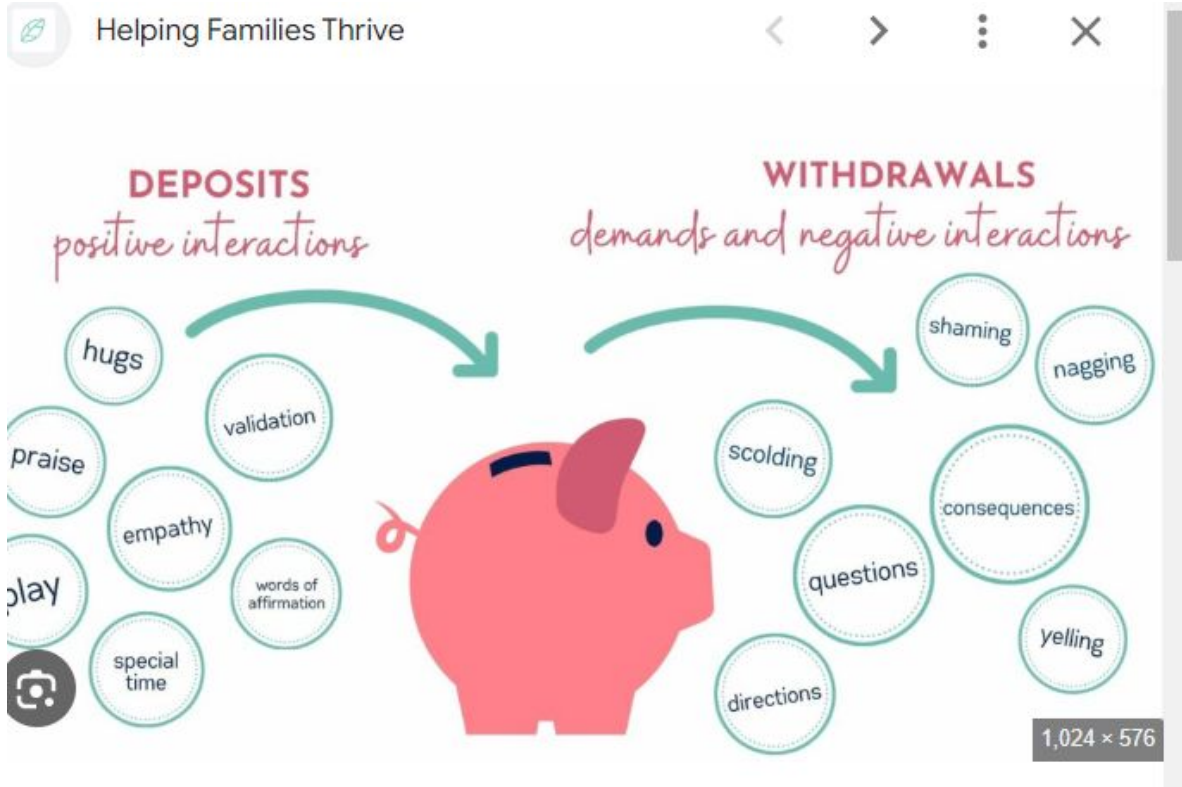 Helping Families Thrive
DEPOSITS
positive interactions
WITHDRAWALS
demands and negative interactions
hugs
validation
praise
empathy
play
words of
affirmation
special
time
shaming
nagging
scolding
consequences
questions
yelling
directions
1,024 × 576